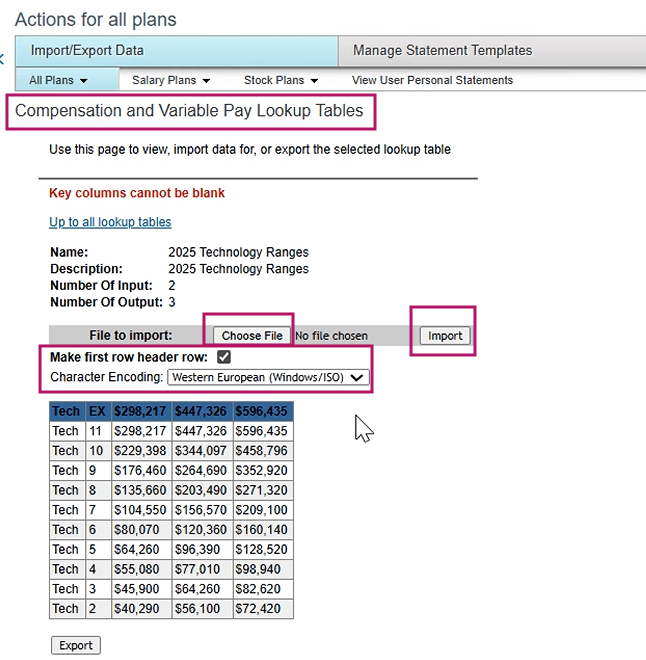 Actions for all plans
Import/Export Data Manage Statement Templates
All Plans Salary Plans Stock Plans View User Personal Statements
Compensation and Variable Pay Lookup Tables
Use this page to view, import data for, or export the selected lookup table
Key columns cannot be blank
Up to all lookup tables
Name: 2025 Technology Ranges
Description: 2025 Technology Ranges
Number Of Input: 2
Number Of Output: 3
File to import: Choose File No file chosen Import
Make first row header row:
Character Encoding: Western European (Windows/ISO)
Tech EX $298,217 $447,326 $596,435
Tech 11 $298,217 $447,326 $596,435
Tech 10 $229,398 $344,097 $458,796
Tech 9 $176,460 $264,690 $352,920
Tech 8 $135,660 $203,490 $271,320
Tech 7 $104,550 $156,570 $209,100
Tech 6 $80,070 $120,360 $160,140
Tech 5 $64,260 $96,390 $128,520
Tech 4 $55,080 $77,010 $98,940
Tech 3 $45,900 $64,260 $82,620
Tech 2 $40,290 $56,100 $72,420
Export